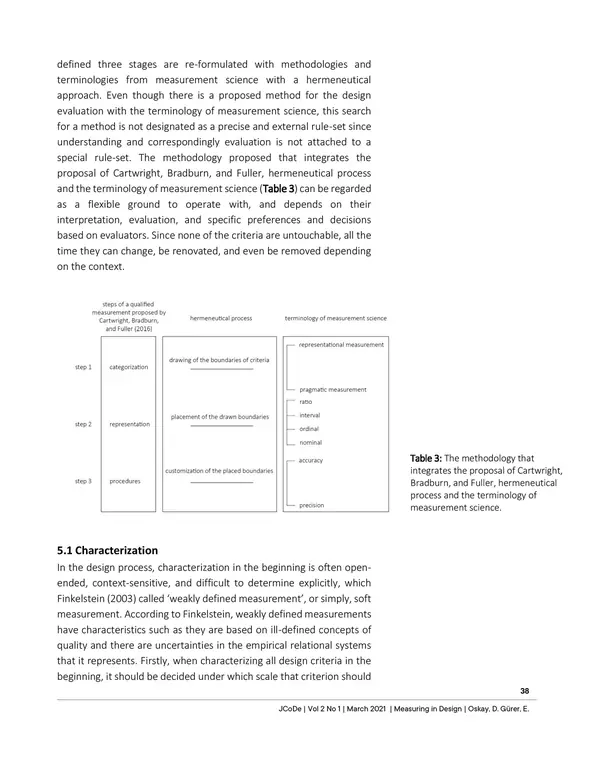 defined three stages are re-formulated with methodologies and
terminologies from measurement science with a hermeneutical
approach. Even though there is a proposed method for the design
evaluation with the terminology of measurement science, this search
for a method is not designated as a precise and external rule-set since
understanding and correspondingly evaluation is not attached to a
special rule-set. The methodology proposed that integrates the
proposal of Cartwright, Bradburn, and Fuller, hermeneutical process
and the terminology of measurement science (Table 3) can be regarded
as a flexible ground to operate with, and depends on their
interpretation, evaluation, and specific preferences and decisions
based on evaluators. Since none of the criteria are untouchable, all the
time they can change, be renovated, and even be removed depending
on the context.
steps of a qualified
measurement proposed by
Cartwright, Bradburn,
and Fuller (2016)
hermeneutical process
terminology of measurement science
step 1
categorization
drawing of the boundaries of criteria
representational measurement
pragmatic measurement
step 2
representation
placement of the drawn boundaries
ratio
interval
ordinal
nominal
step 3
procedures
customization of the placed boundaries
accuracy
precision
Table 3: The methodology that
integrates the proposal of Cartwright,
Bradburn, and Fuller, hermeneutical
process and the terminology of
measurement science.
5.1 Characterization
In the design process, characterization in the beginning is often open-
ended, context-sensitive, and difficult to determine explicitly, which
Finkelstein (2003) called ‘weakly defined measurement’, or simply, soft
measurement. According to Finkelstein, weakly defined measurements
have characteristics such as they are based on ill-defined concepts of
quality and there are uncertainties in the empirical relational systems
that it represents. Firstly, when characterizing all design criteria in the
beginning, it should be decided under which scale that criterion should
38
JCoDe | Vol 2 No 1 | March 2021 | Measuring in Design | Oskay, D. Gürer, E.